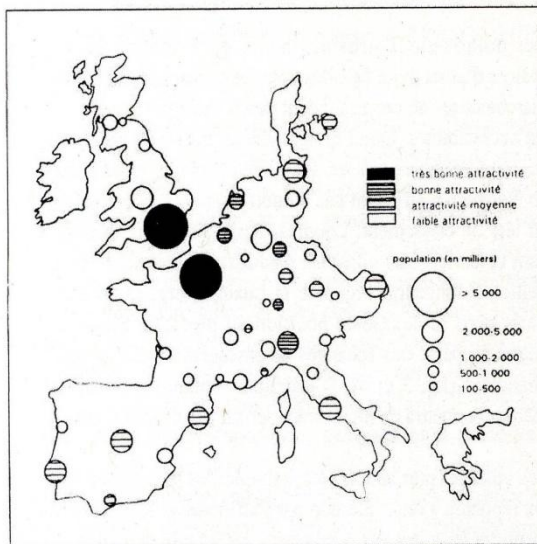 très bonne attractivité
bonne attractivité
attractivité moyenne
faible attractivité
population (en milliers)
> 5 000
2 000-5 000
1 000-2 000
500-1 000
100-500